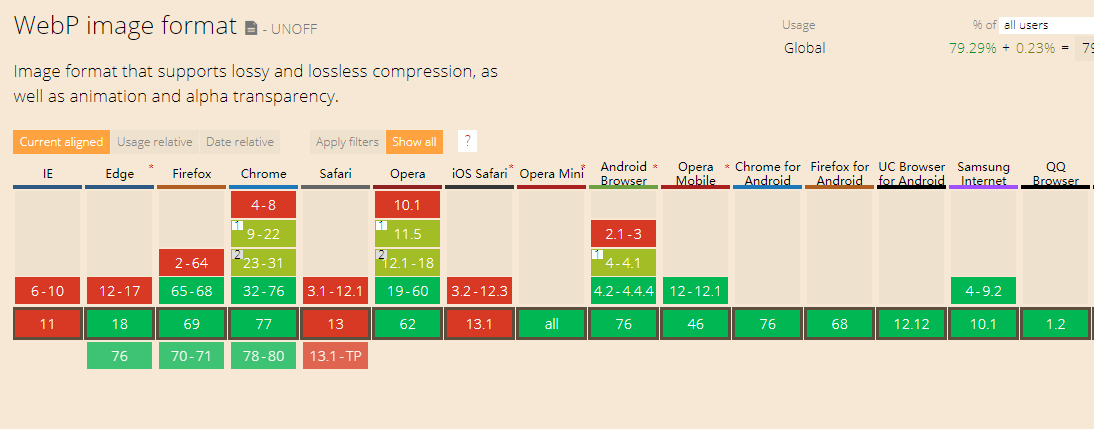 WebP image format - UNOFF
Usage % of all users
Global 79.29% + 0.23% =
Image format that supports lossy and lossless compression, as
well as animation and alpha transparency.
Current aligned Usage relative Date relative Apply filters Show all ?
IE Edge * Firefox Chrome Safari Opera iOS Safari * Opera Mini * Android Browser * Opera Mobile * Chrome for Android Firefox for Android UC Browser for Android Samsung Internet QQ Browser
4-8 10.1
1 9-22 1 11.5 2.1-3
2-64 2 23-31 2 12.1-18 1 4-4.1
6-10 12-17 65-68 32-76 3.1-12.1 19-60 3.2-12.3 4.2-4.4.4 12-12.1 4-9.2
11 18 69 77 13 62 13.1 all 76 46 76 68 12.12 10.1 1.2
76 70-71 78-80 13.1-TP